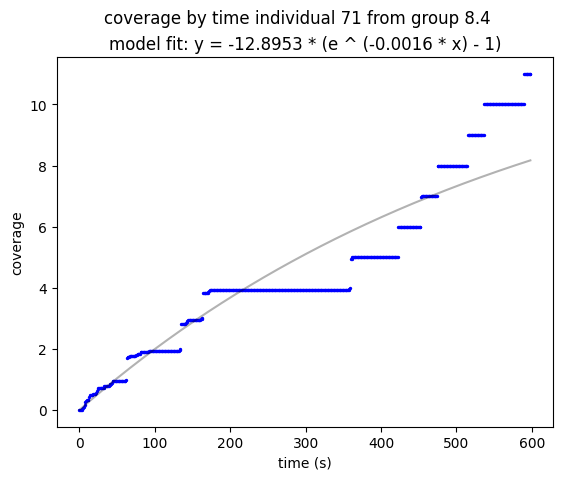 coverage by time individual 71 from group 8.4
model fit: y = -12.8953 * (e ^ (-0.0016 * x) - 1)
10
8
6
4
2
0
coverage
0 100 200 300 400 500 600
time (s)